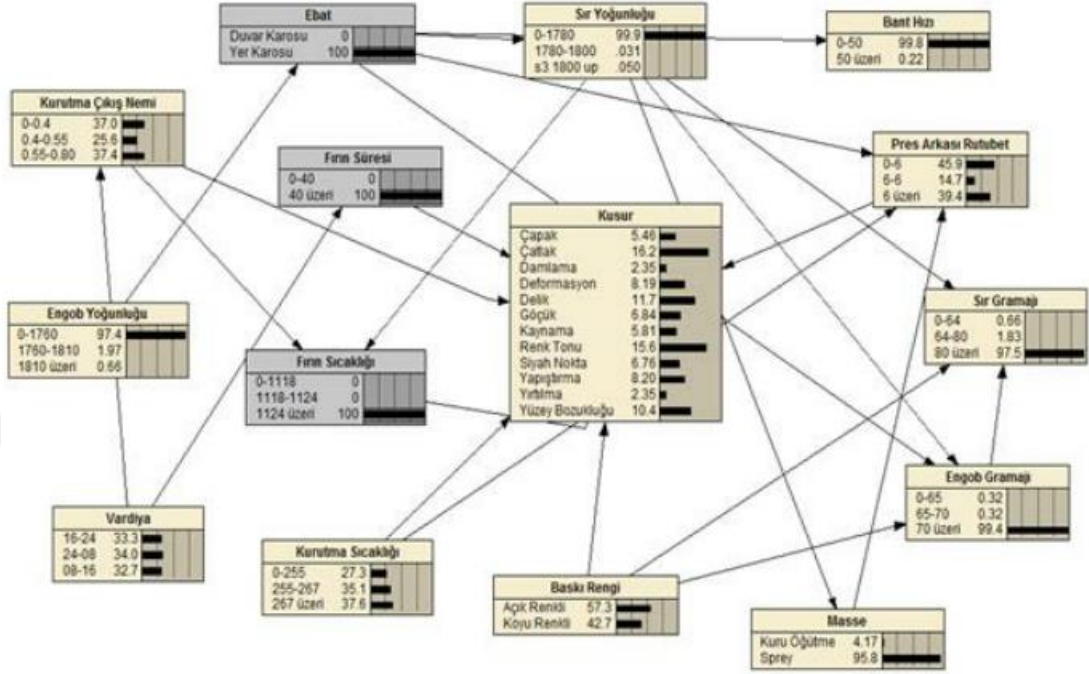 Ebat
Duvar Karosu 0
Yer Karosu 100
Sır Yoğunluğu
0-1780 99.9
1780-1800 .031
s3 1800 up .050
Bant Hızı
0-50 99.8
50 üzeri 0.22
Kurutma Çıkış Nemi
0-0.4 37.0
0.4-0.55 25.6
0.55-0.80 37.4
Fırın Süresi
0-40 0
40 üzeri 100
Pres Arkası Rutubet
0-6 45.9
6-6 14.7
6 üzeri 39.4
Kusur
Çapak 5.46
Çatlak 16.2
Damlama 2.35
Deformasyon 8.19
Delik 11.7
Göçük 6.84
Kaynama 5.81
Renk Tonu 15.6
Siyah Nokta 6.76
Yapıştırma 8.20
Yırtılma 2.35
Yüzey Bozukluğu 10.4
Engob Yoğunluğu
0-1760 97.4
1760-1810 1.97
1810 üzeri 0.66
Sır Gramajı
0-64 0.66
64-80 1.83
80 üzeri 97.5
Fırın Sıcaklığı
0-1118 0
1118-1124 0
1124 üzeri 100
Engob Gramajı
0-65 0.32
65-70 0.32
70 üzeri 99.4
Vardiya
16-24 33.3
24-08 34.0
08-16 32.7
Kurutma Sıcaklığı
0-255 27.3
255-267 35.1
267 üzeri 37.6
Baskı Rengi
Açık Renkli 57.3
Koyu Renkli 42.7
Masse
Kuru Öğütme 4.17
Sprey 95.8